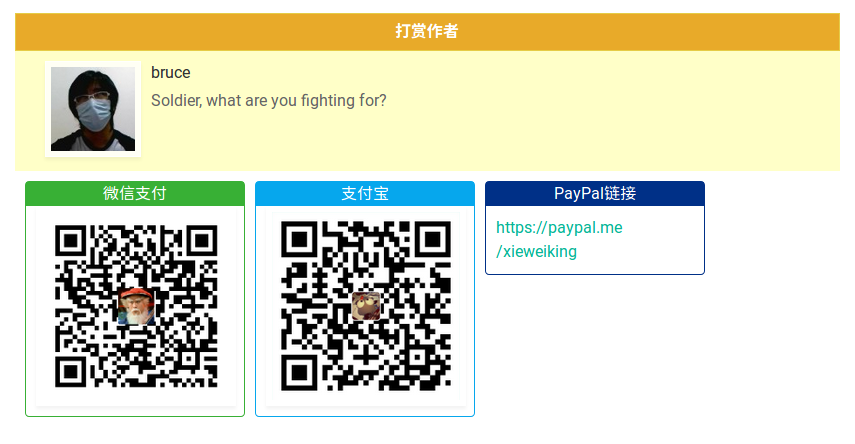 打赏作者
bruce
Soldier, what are you fighting for?
微信支付
支付宝
PayPal链接
https://paypal.me
/xieweiking